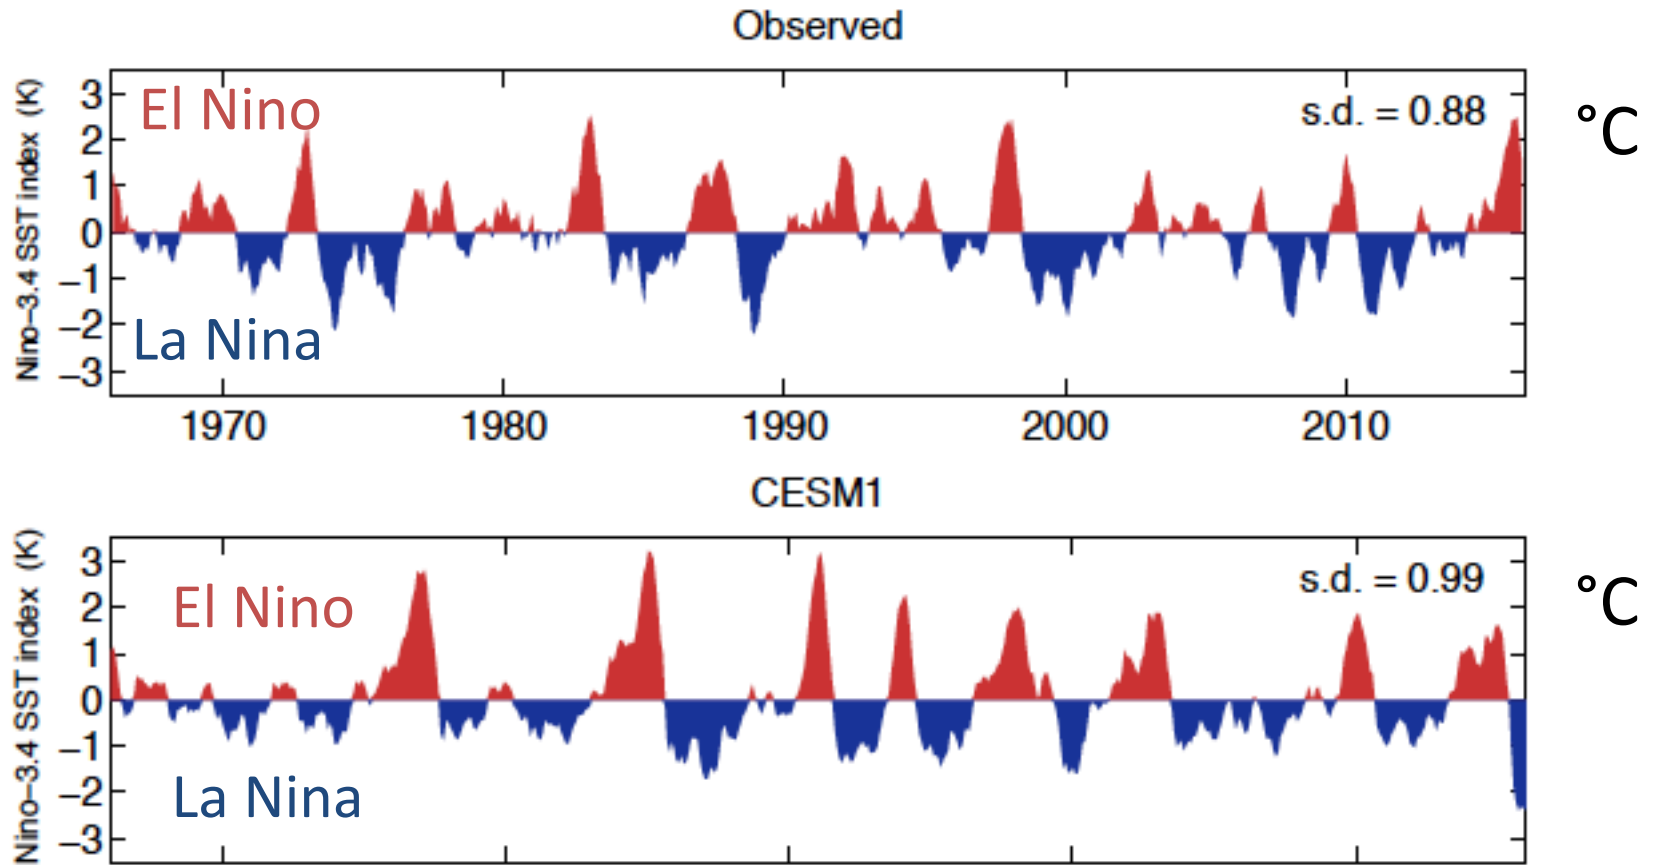 Observed
Nino-3.4 SST index (K)
3
2
1
0
−1
−2
−3
El Nino
La Nina
s.d. = 0.88
°C
1970 1980 1990 2000 2010
CESM1
Nino-3.4 SST index (K)
3
2
1
0
−1
−2
−3
El Nino
La Nina
s.d. = 0.99
°C